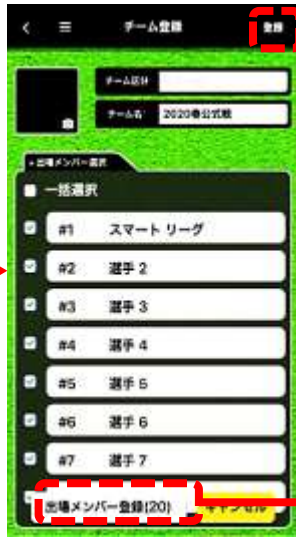 チーム登録 登録
チーム区分
チーム名 2020春公式戦
出場メンバー選択
一括選択
#1 スマート リーグ
#2 選手 2
#3 選手 3
#4 選手 4
#5 選手 5
#6 選手 6
#7 選手 7
出場メンバー登録(20) キャンセル